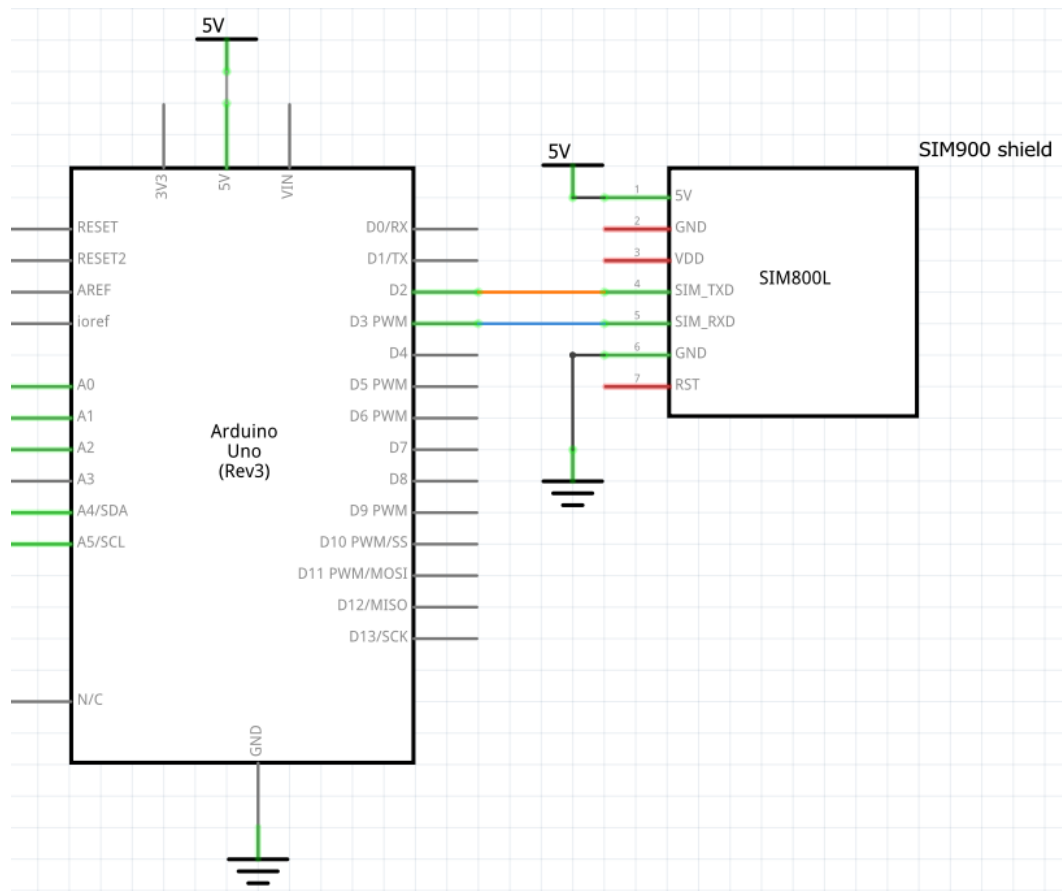 5V
3V3
5V
VIN
RESET
RESET2
AREF
ioref
A0
A1
A2
A3
A4/SDA
A5/SCL
N/C
Arduino
Uno
(Rev3)
D0/RX
D1/TX
D2
D3 PWM
D4
D5 PWM
D6 PWM
D7
D8
D9 PWM
D10 PWM/SS
D11 PWM/MOSI
D12/MISO
D13/SCK
GND
5V
SIM900 shield
1 5V
2 GND
3 VDD
4 SIM_TXD
5 SIM_RXD
6 GND
7 RST
SIM800L